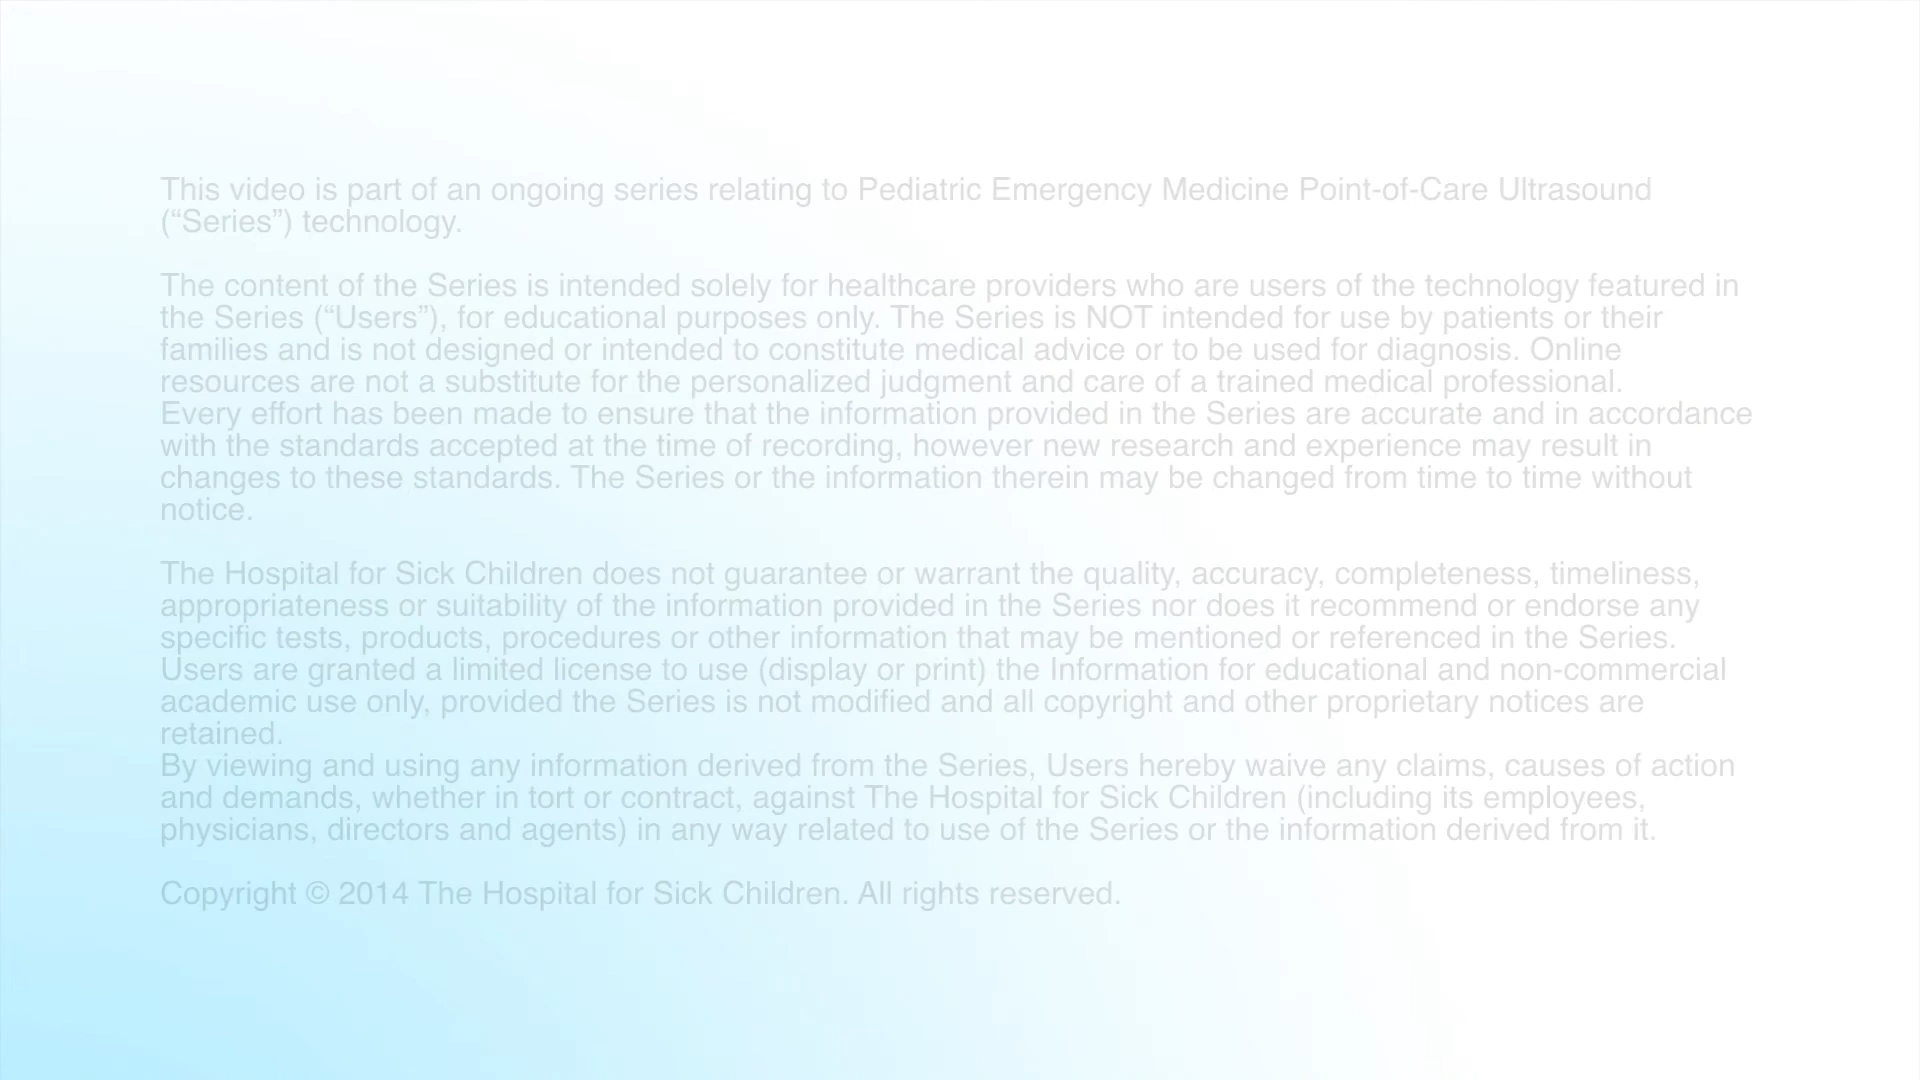 This video is part of an ongoing series relating to Pediatric Emergency Medicine Point-of-Care Ultrasound
(“Series”) technology.
The content of the Series is intended solely for healthcare providers who are users of the technology featured in
the Series (“Users”), for educational purposes only. The Series is NOT intended for use by patients or their
families and is not designed or intended to constitute medical advice or to be used for diagnosis. Online
resources are not a substitute for the personalized judgment and care of a trained medical professional.
Every effort has been made to ensure that the information provided in the Series are accurate and in accordance
with the standards accepted at the time of recording, however new research and experience may result in
changes to these standards. The Series or the information therein may be changed from time to time without
notice.
The Hospital for Sick Children does not guarantee or warrant the quality, accuracy, completeness, timeliness,
appropriateness or suitability of the information provided in the Series nor does it recommend or endorse any
specific tests, products, procedures or other information that may be mentioned or referenced in the Series.
Users are granted a limited license to use (display or print) the Information for educational and non-commercial
academic use only, provided the Series is not modified and all copyright and other proprietary notices are
retained.
By viewing and using any information derived from the Series, Users hereby waive any claims, causes of action
and demands, whether in tort or contract, against The Hospital for Sick Children (including its employees,
physicians, directors and agents) in any way related to use of the Series or the information derived from it.
Copyright © 2014 The Hospital for Sick Children. All rights reserved.